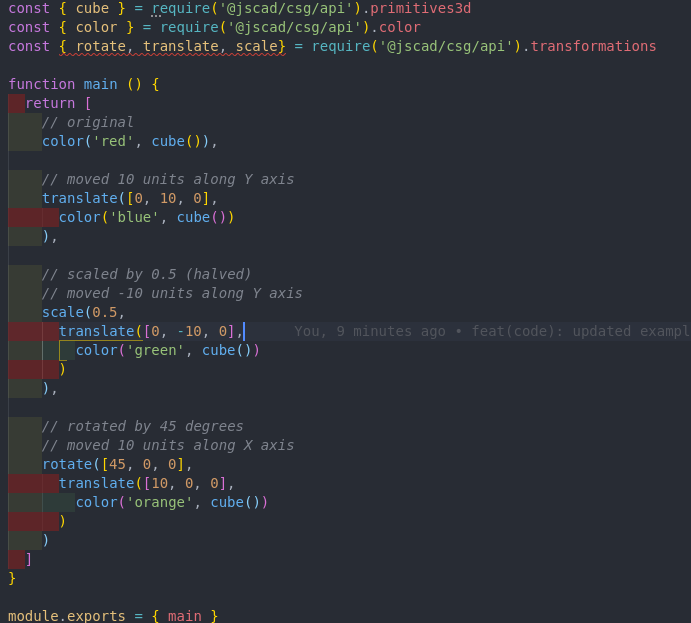 const { cube } = require('@jscad/csg/api').primitives3d
const { color } = require('@jscad/csg/api').color
const { rotate, translate, scale} = require('@jscad/csg/api').transformations

function main () {
  return [
    // original
    color('red', cube()),

    // moved 10 units along Y axis
    translate([0, 10, 0],
      color('blue', cube())
    ),

    // scaled by 0.5 (halved)
    // moved -10 units along Y axis
    scale(0.5,
      translate([0, -10, 0],      You, 9 minutes ago • feat(code): updated exampl
        color('green', cube())
      )
    ),

    // rotated by 45 degrees
    // moved 10 units along X axis
    rotate([45, 0, 0],
      translate([10, 0, 0],
        color('orange', cube())
      )
    )
  ]
}

module.exports = { main }